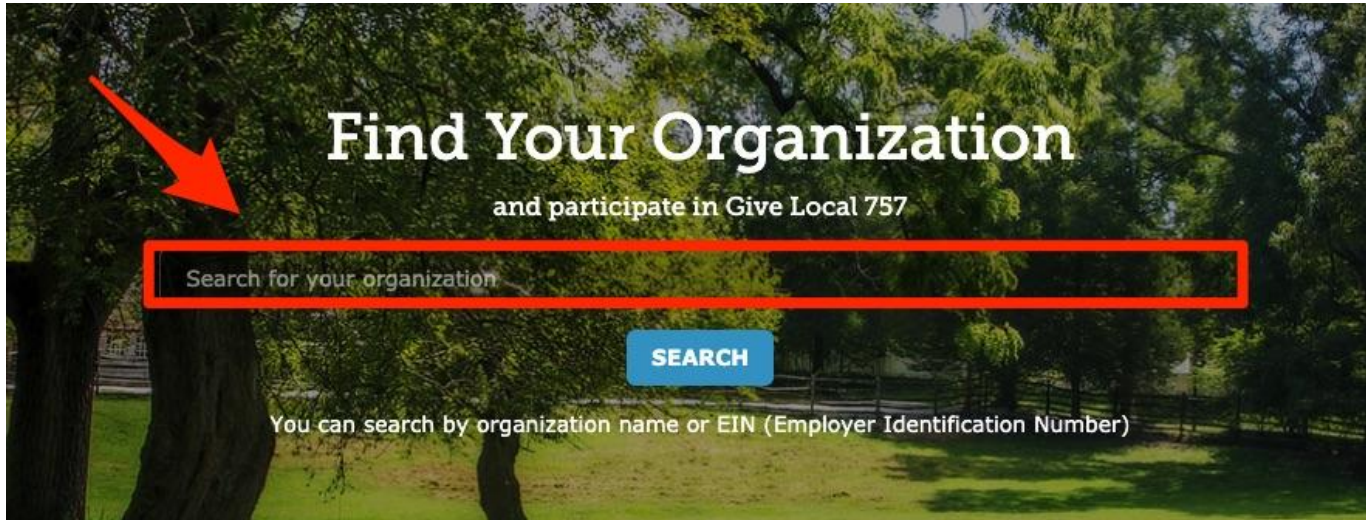 Find Your Organization
and participate in Give Local 757
Search for your organization
SEARCH
You can search by organization name or EIN (Employer Identification Number)